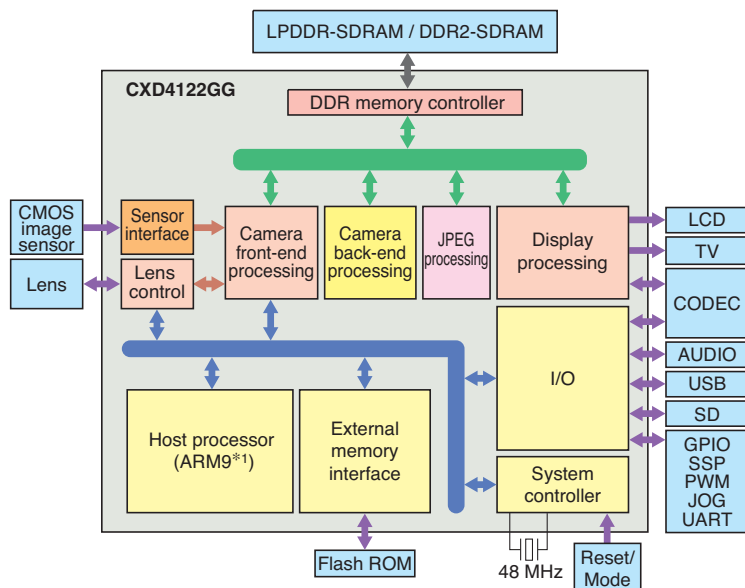 LPDDR-SDRAM / DDR2-SDRAM
CXD4122GG
DDR memory controller
CMOS
image
sensor
Sensor
interface
Camera
front-end
processing
Camera
back-end
processing
JPEG
processing
Display
processing
LCD
TV
Lens
Lens
control
CODEC
I/O
AUDIO
USB
SD
GPIO
SSP
PWM
JOG
UART
Host processor
(ARM9*1)
External
memory
interface
System
controller
Flash ROM
48 MHz
Reset/
Mode